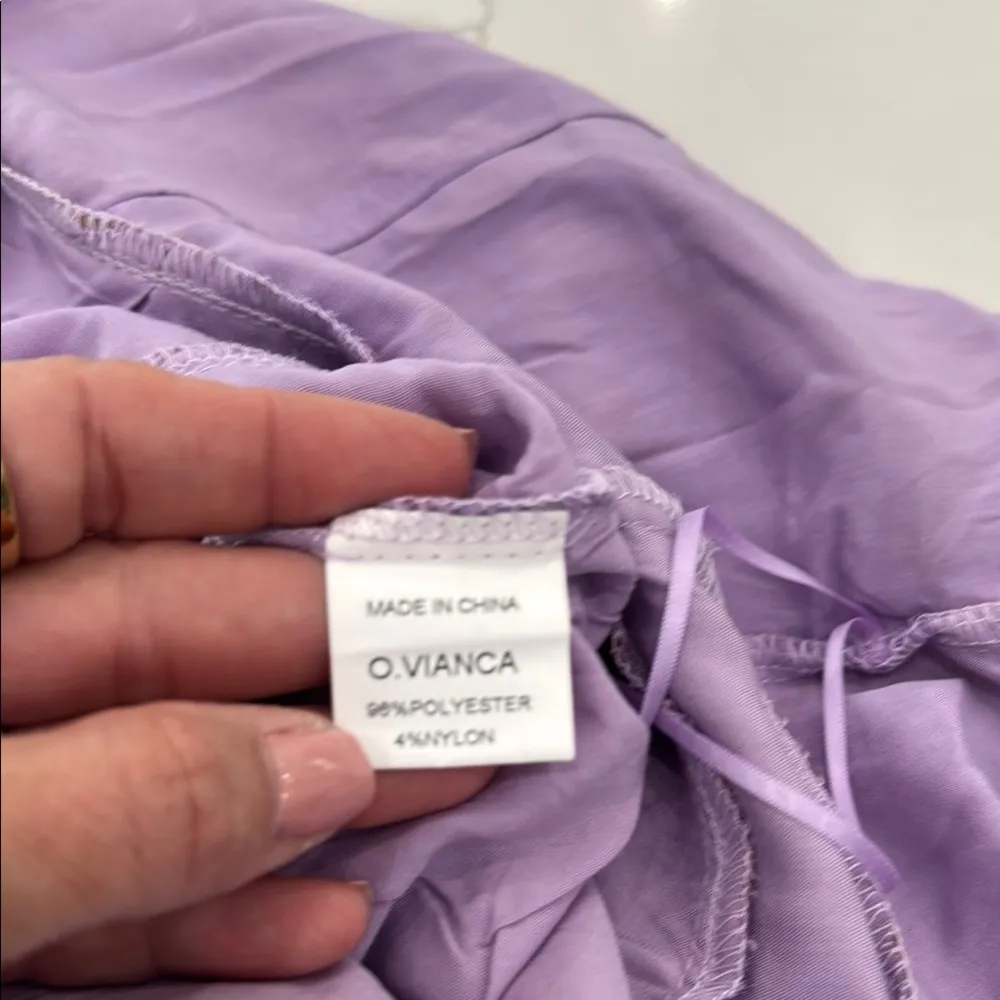 MADE IN CHINA
O.VIANCA
96%POLYESTER
4%NYLON